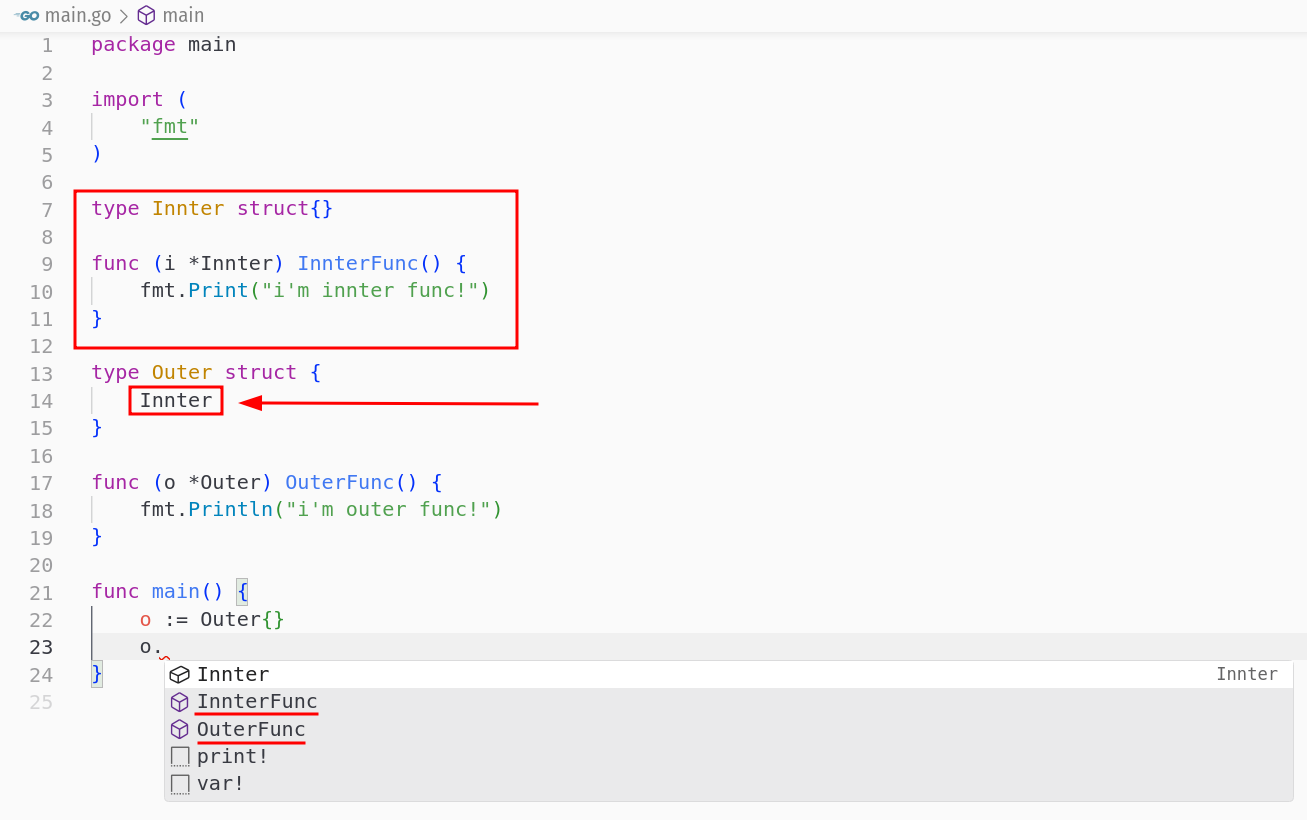 GO main.go > main
1 package main
2
3 import (
4     "fmt"
5 )
6
7 type Innter struct{}
8
9 func (i *Innter) InnterFunc() {
10     fmt.Print("i'm innter func!")
11 }
12
13 type Outer struct {
14     Innter
15 }
16
17 func (o *Outer) OuterFunc() {
18     fmt.Println("i'm outer func!")
19 }
20
21 func main() {
22     o := Outer{}
23     o.
24 }
Innter Innter
25
InnterFunc
OuterFunc
print!
var!